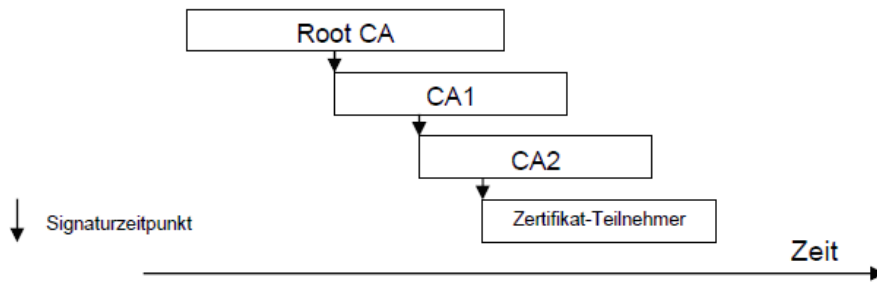 Root CA
CA1
CA2
Zertifikat-Teilnehmer
Signaturzeitpunkt
Zeit